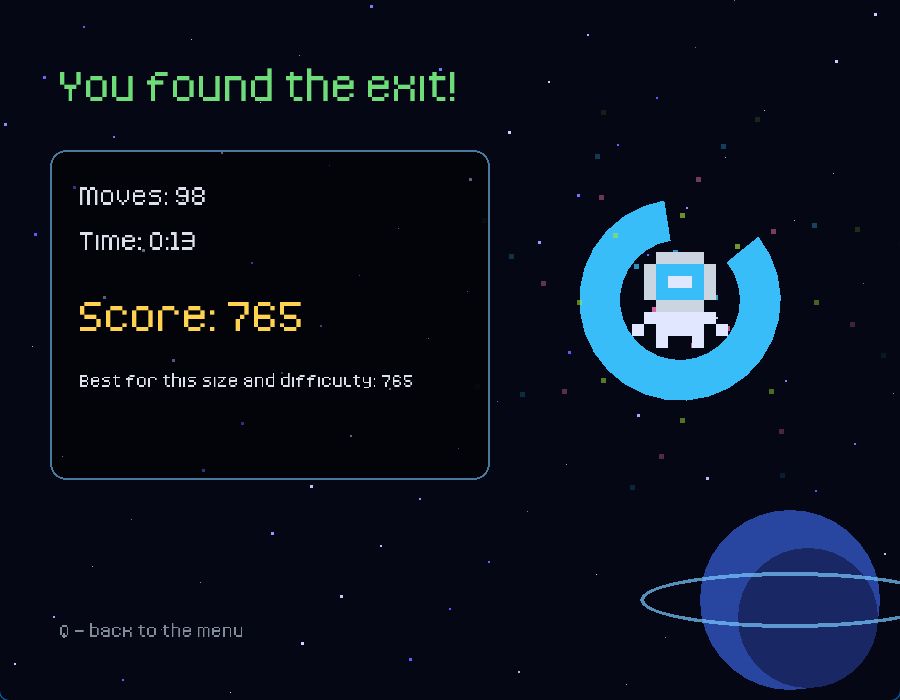 You found the exit!
Moves: 98
Time: 0:13
Score: 765
Best for this size and difficulty: 765
Q – back to the menu